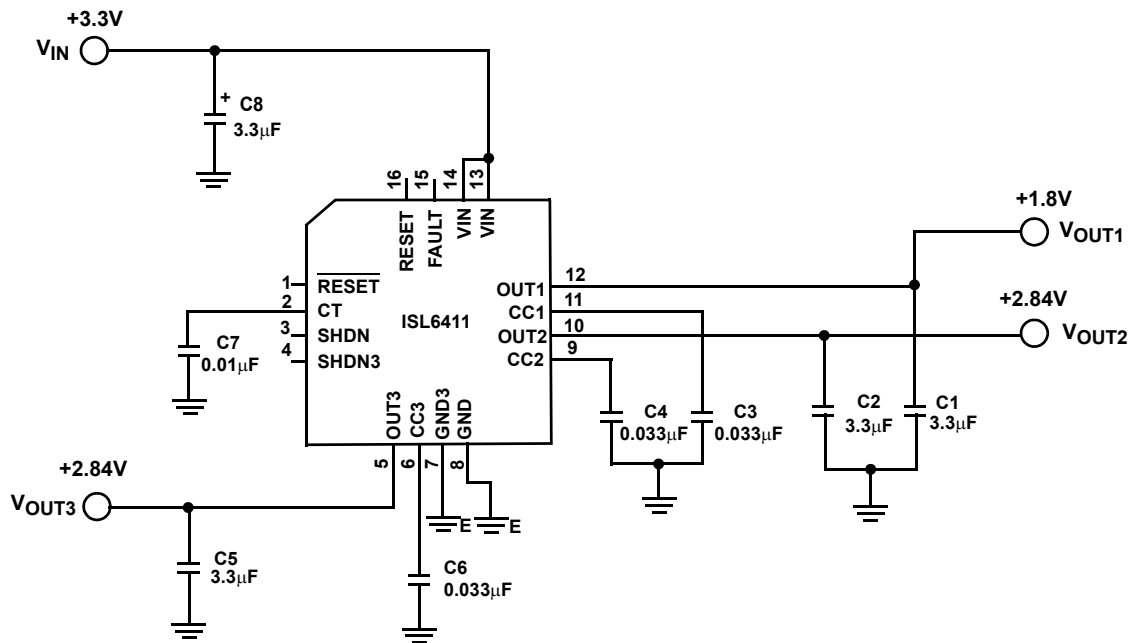 +3.3V
VIN
+
C8
3.3µF
16
15
14
13
RESET
FAULT
VIN
VIN
+1.8V
VOUT1
1
RESET
OUT1
12
2
CT
CC1
11
+2.84V
ISL6411
3
SHDN
OUT2
10
VOUT2
4
SHDN3
CC2
9
C7
0.01µF
OUT3
CC3
GND3
GND
C4
0.033µF
C3
0.033µF
C2
3.3µF
C1
3.3µF
5
6
7
8
+2.84V
VOUT3
E
E
C5
3.3µF
C6
0.033µF